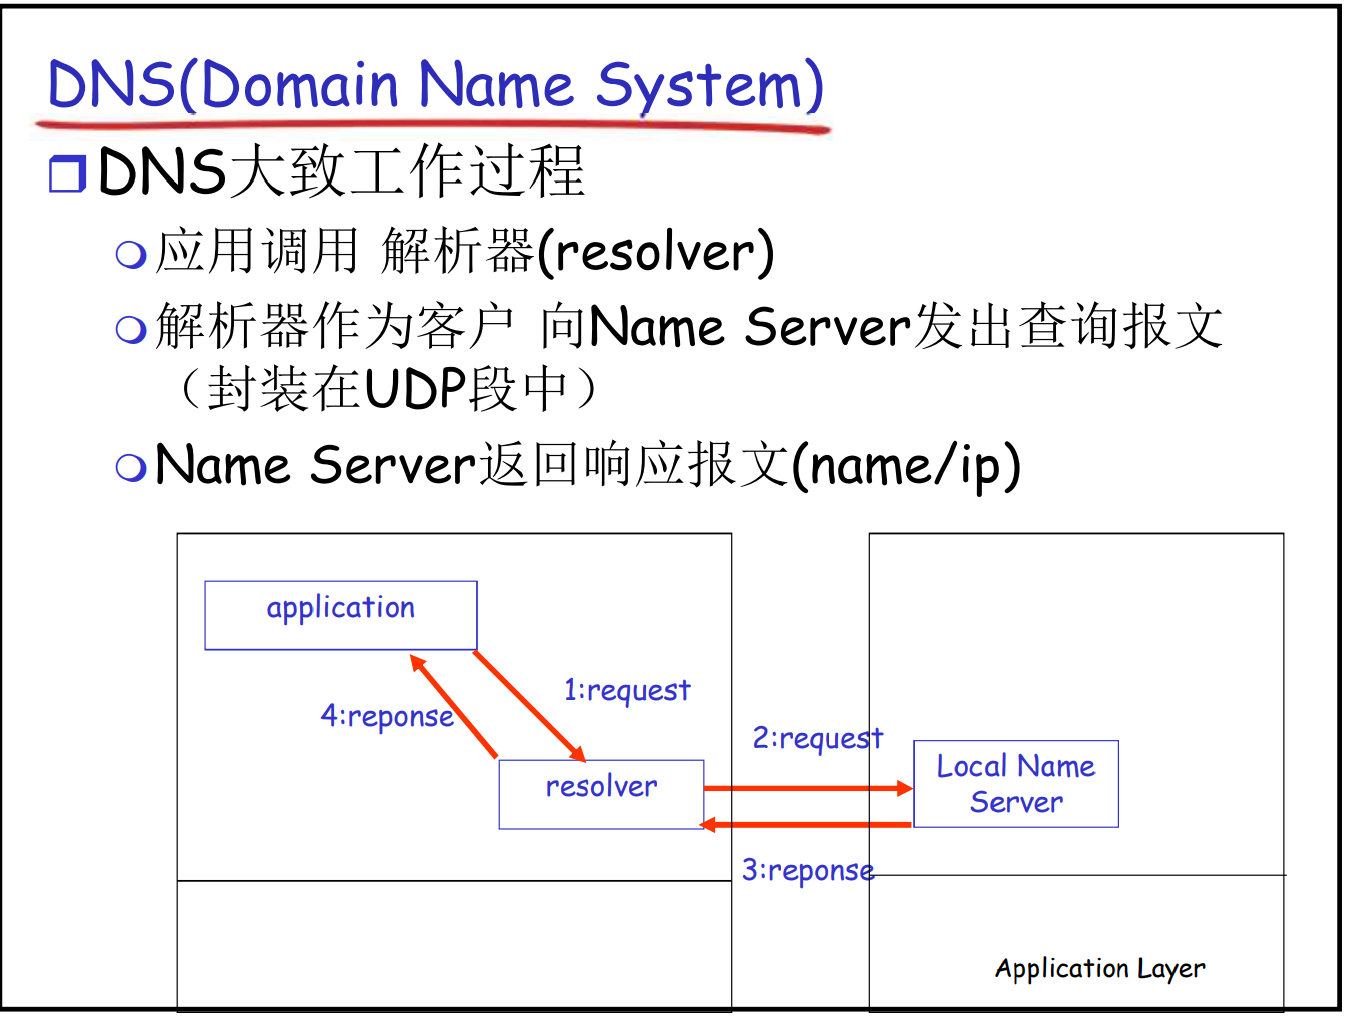 DNS(Domain Name System)
DNS大致工作过程
应用调用 解析器(resolver)
解析器作为客户 向Name Server发出查询报文
（封装在UDP段中）
Name Server返回响应报文(name/ip)
application
1:request
4:reponse
2:request
resolver
Local Name
Server
3:reponse
Application Layer